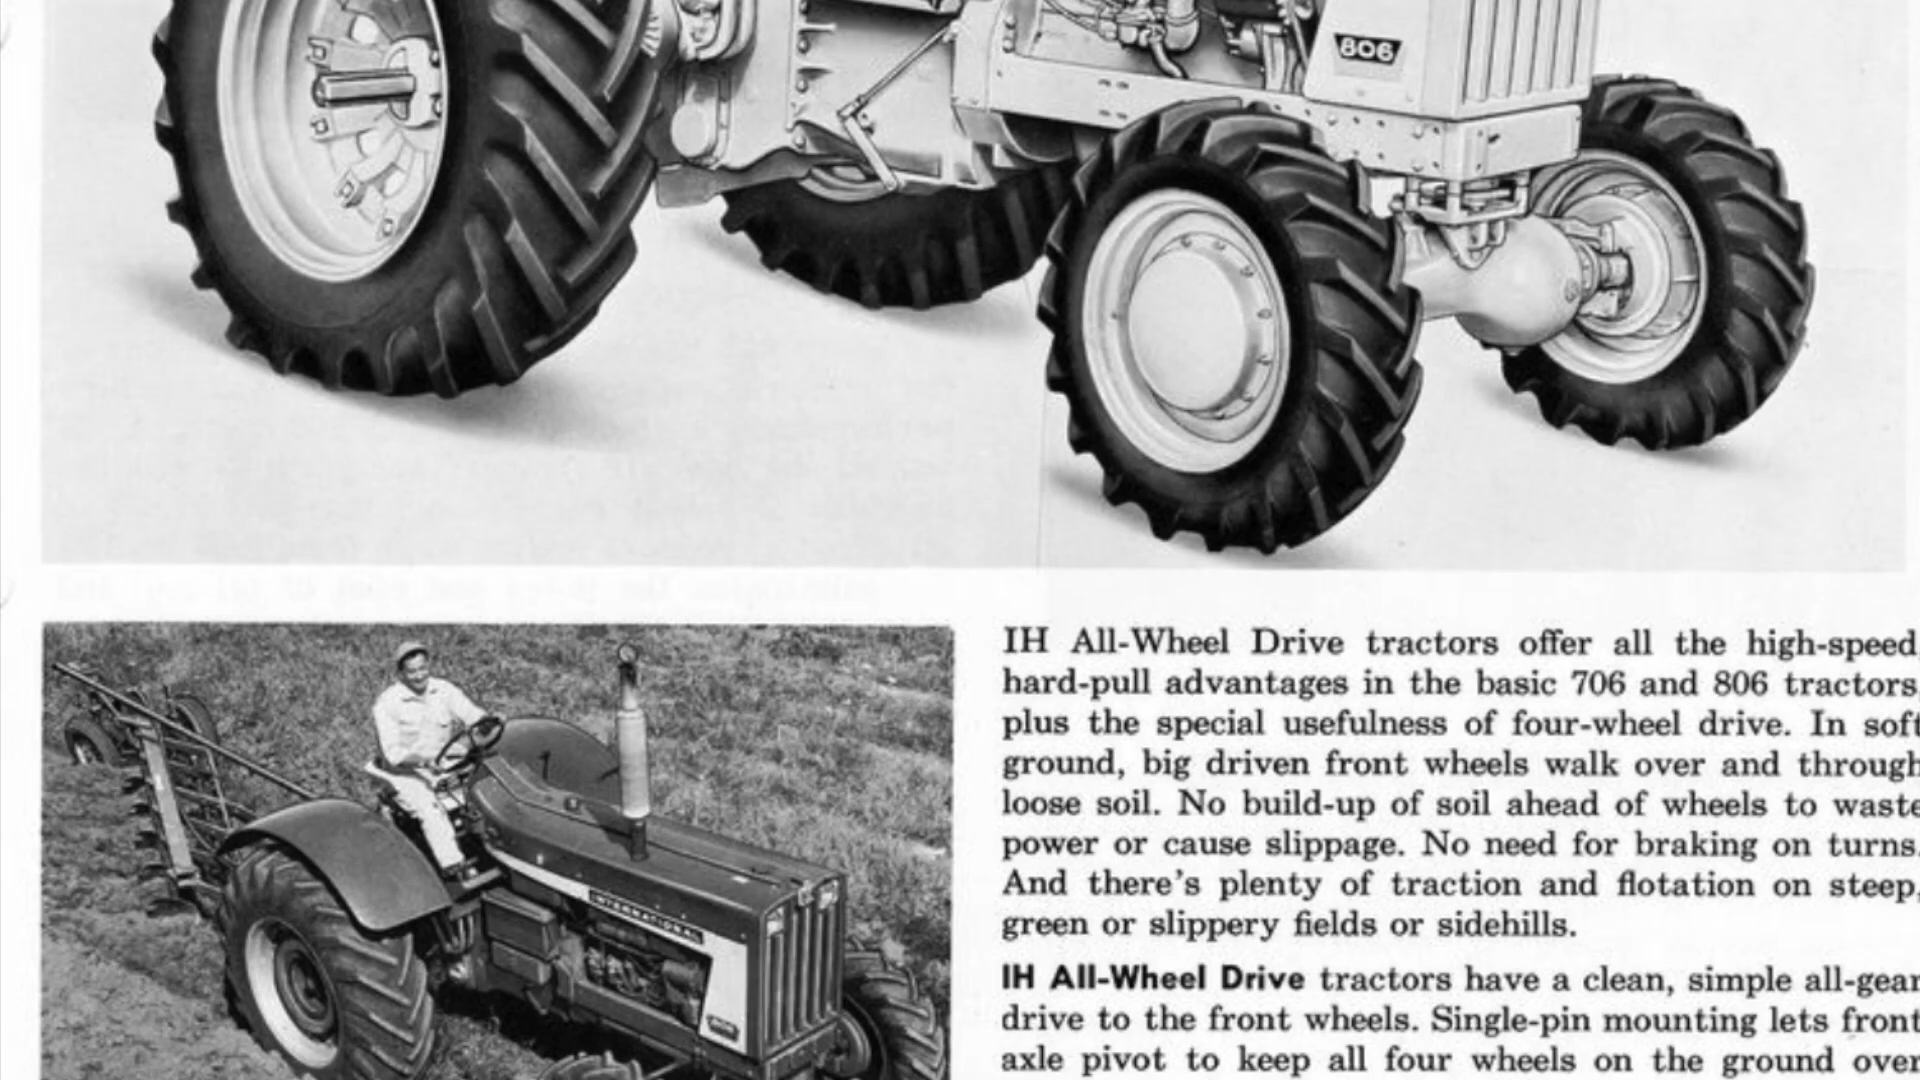 806
IH All-Wheel Drive tractors offer all the high-speed,
hard-pull advantages in the basic 706 and 806 tractors
plus the special usefulness of four-wheel drive. In soft
ground, big driven front wheels walk over and through
loose soil. No build-up of soil ahead of wheels to waste
power or cause slippage. No need for braking on turns.
And there's plenty of traction and flotation on steep,
green or slippery fields or sidehills.
INTERNATIONAL
IH All-Wheel Drive tractors have a clean, simple all-gear
drive to the front wheels. Single-pin mounting lets front
axle pivot to keep all four wheels on the ground over